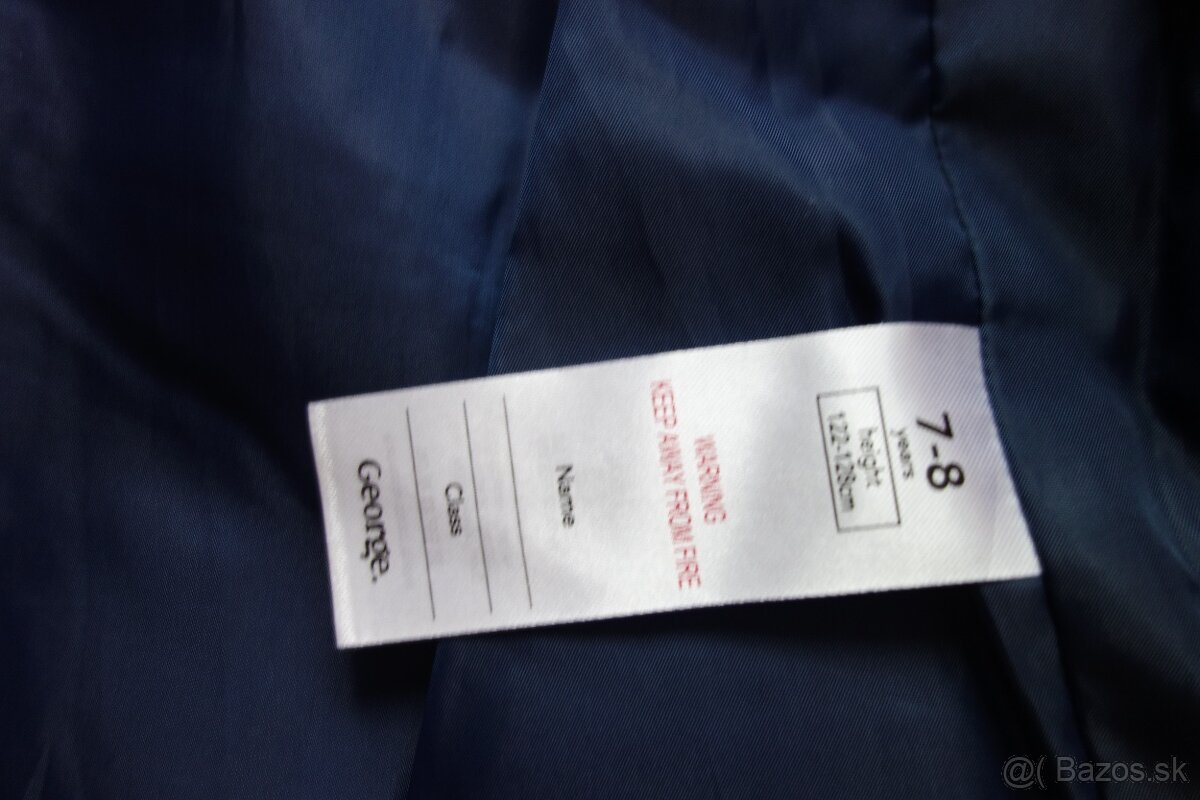 7-8
years
height
122-128cm
WARNING
KEEP AWAY FROM FIRE
Name
Class
George.
@( Bazos.sk